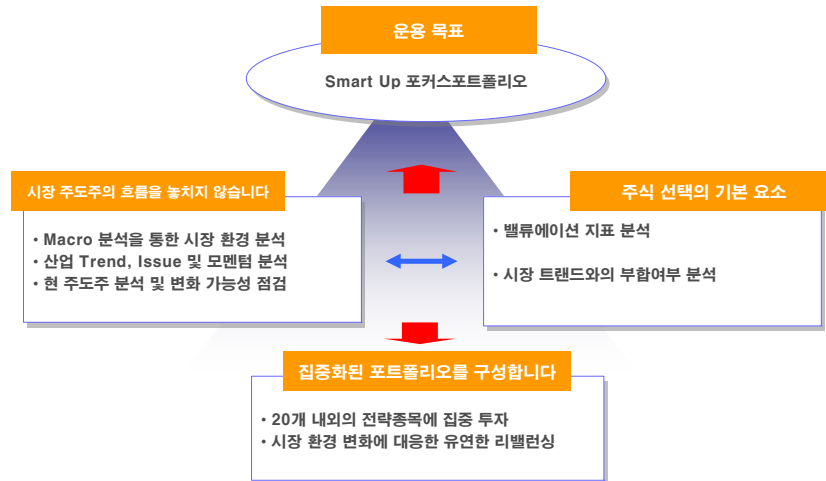 운용 목표
Smart Up 포커스포트폴리오
시장 주도주의 흐름을 놓치지 않습니다
• Macro 분석을 통한 시장 환경 분석
• 산업 Trend, Issue 및 모멘텀 분석
• 현 주도주 분석 및 변화 가능성 점검
주식 선택의 기본 요소
• 밸류에이션 지표 분석
• 시장 트랜드와의 부합여부 분석
집중화된 포트폴리오를 구성합니다
• 20개 내외의 전략종목에 집중 투자
• 시장 환경 변화에 대응한 유연한 리밸런싱